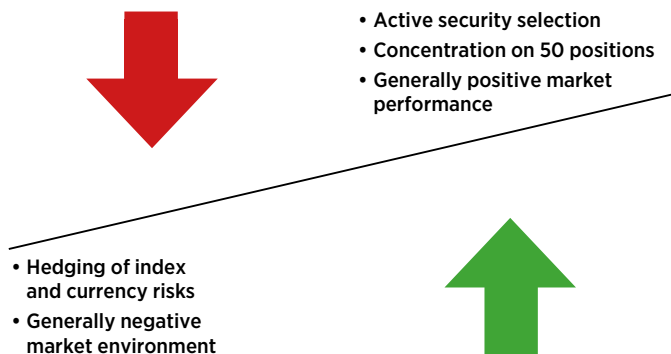 • Active security selection
• Concentration on 50 positions
• Generally positive market
performance
• Hedging of index
and currency risks
• Generally negative
market environment